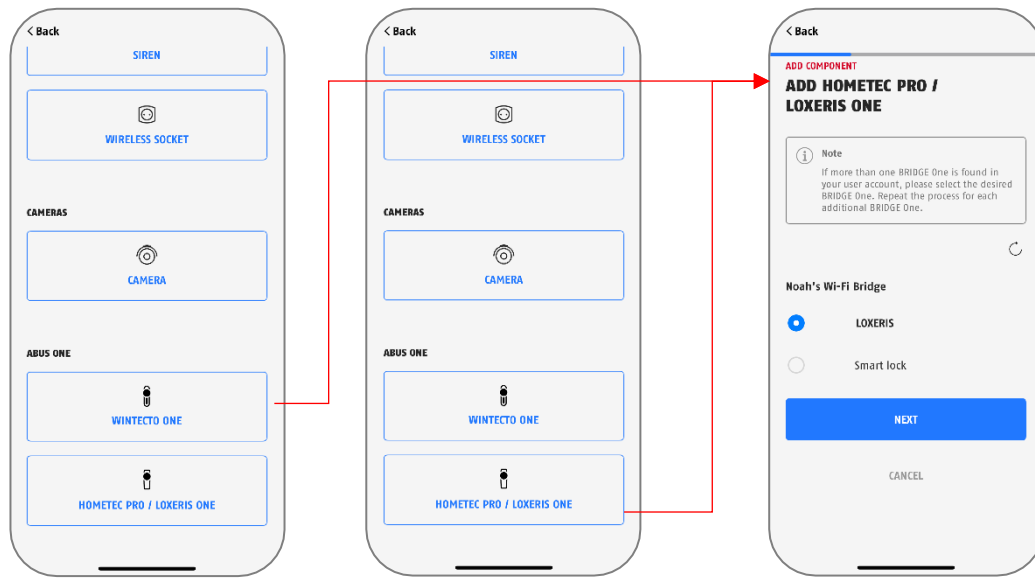 < Back
SIREN
WIRELESS SOCKET
CAMERAS
CAMERA
ABUS ONE
WINTECTO ONE
HOMETEC PRO / LOXERIS ONE
< Back
SIREN
WIRELESS SOCKET
CAMERAS
CAMERA
ABUS ONE
WINTECTO ONE
HOMETEC PRO / LOXERIS ONE
< Back
ADD COMPONENT
ADD HOMETEC PRO /
LOXERIS ONE
Note
If more than one BRIDGE One is found in
your user account, please select the desired
BRIDGE One. Repeat the process for each
additional BRIDGE One.
Noah's Wi-Fi Bridge
LOXERIS
Smart lock
NEXT
CANCEL